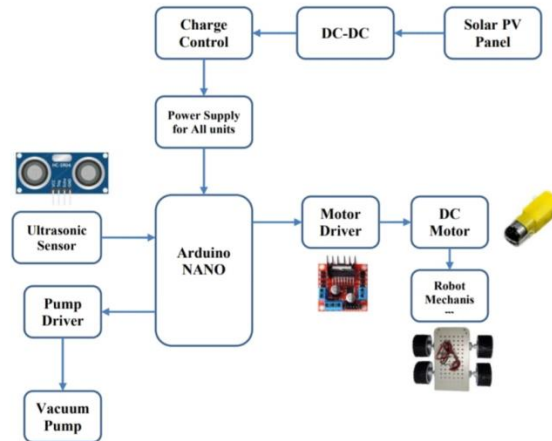 Charge
Control
DC-DC
Solar PV
Panel
Power Supply
for All units
Ultrasonic
Sensor
Arduino
NANO
Motor
Driver
DC
Motor
Robot
Mechanis
---
Pump
Driver
Vacuum
Pump